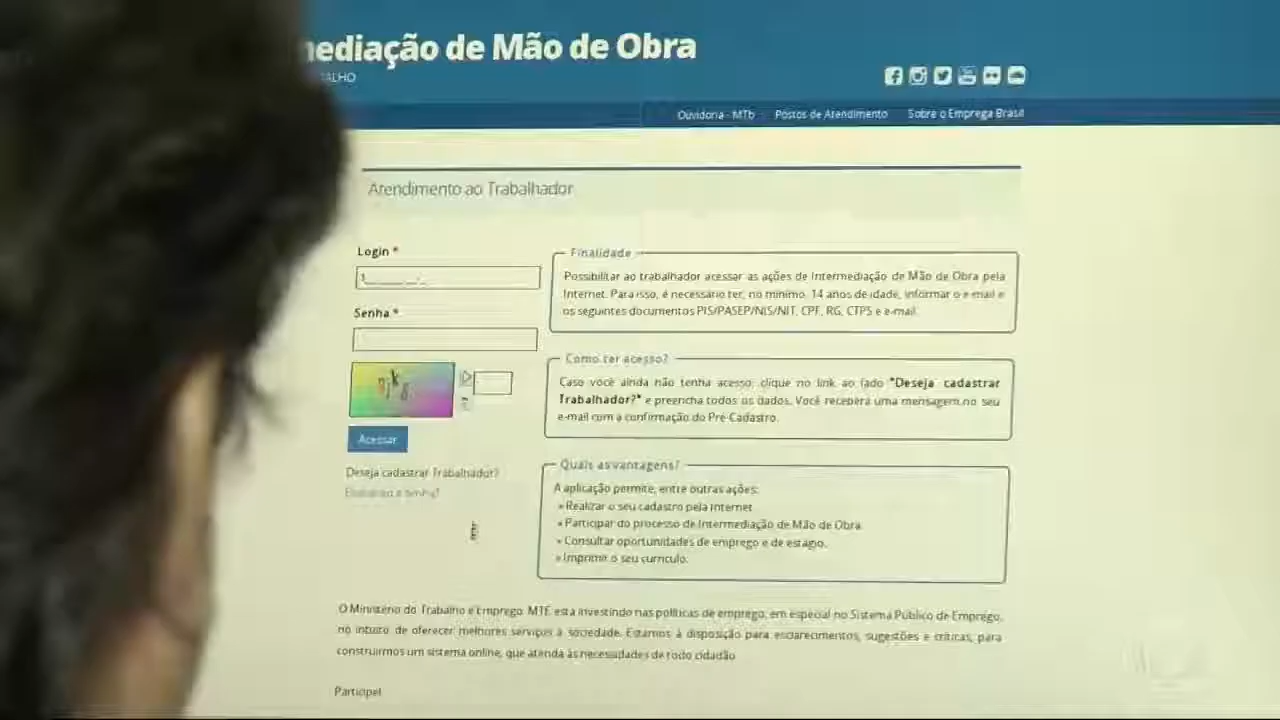 mediação de Mão de Obra
ALHO
Ouvidoria - MTb Postos de Atendimento Sobre o Emprega Brasil
Atendimento ao Trabalhador
Login *
Senha *
Acessar
Deseja cadastrar Trabalhador?
Finalidade
Possibilitar ao trabalhador acessar as ações de Intermediação de Mão de Obra pela
Internet. Para isso, é necessário ter, no mínimo, 14 anos de idade, informar o e-mail e
os seguintes documentos PIS/PASEP/NIS/NIT, CPF, RG, CTPS e e-mail.
Como ter acesso?
Caso você ainda não tenha acesso, clique no link ao lado "Deseja cadastrar
Trabalhador?" e preencha todos os dados. Você receberá uma mensagem no seu
e-mail com a confirmação do Pré-Cadastro.
Quais as vantagens?
A aplicação permite, entre outras ações:
» Realizar o seu cadastro pela Internet.
» Participar do processo de Intermediação de Mão de Obra.
» Consultar oportunidades de emprego e de estágio.
» Imprimir o seu currículo.
O Ministério do Trabalho e Emprego, MTE, está investindo nas políticas de emprego, em especial no Sistema Público de Emprego,
no intuito de oferecer melhores serviços à sociedade. Estamos à disposição para esclarecimentos, sugestões e críticas, para
construirmos um sistema online, que atenda às necessidades de todo cidadão.
Participe!